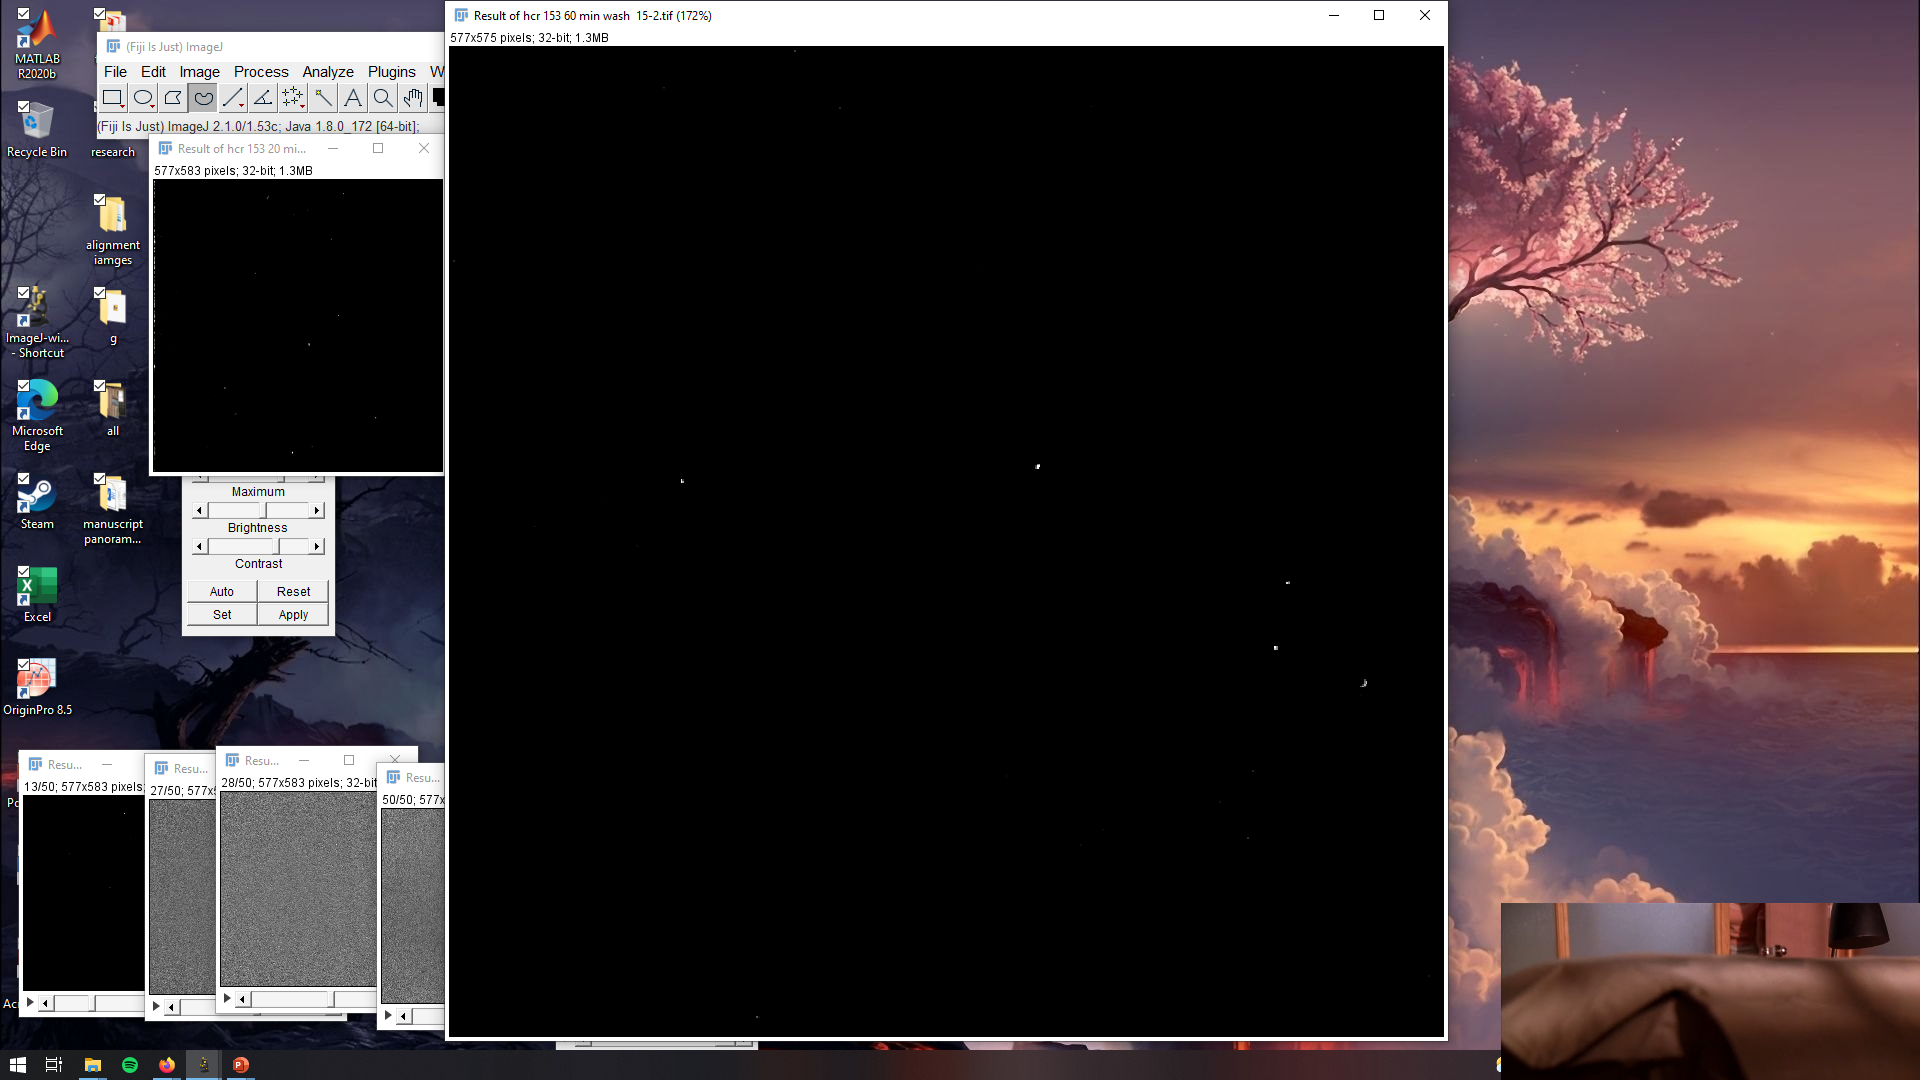 MATLAB
R2020b
Recycle Bin
research
alignment
iamges
ImageJ-wi...
- Shortcut
g
Microsoft
Edge
all
Steam
manuscript
panoram...
Excel
OriginPro 8.5
(Fiji Is Just) ImageJ
File Edit Image Process Analyze Plugins W
(Fiji Is Just) ImageJ 2.1.0/1.53c; Java 1.8.0_172 [64-bit];
Result of hcr 153 20 mi...
577x583 pixels; 32-bit; 1.3MB
Maximum
Brightness
Contrast
Auto Reset
Set Apply
Resu...
13/50; 577x583 pixels;
Resu...
27/50; 577x5
Resu...
28/50; 577x583 pixels; 32-bit
Resu...
50/50; 577x
Result of hcr 153 60 min wash  15-2.tif (172%)
577x575 pixels; 32-bit; 1.3MB